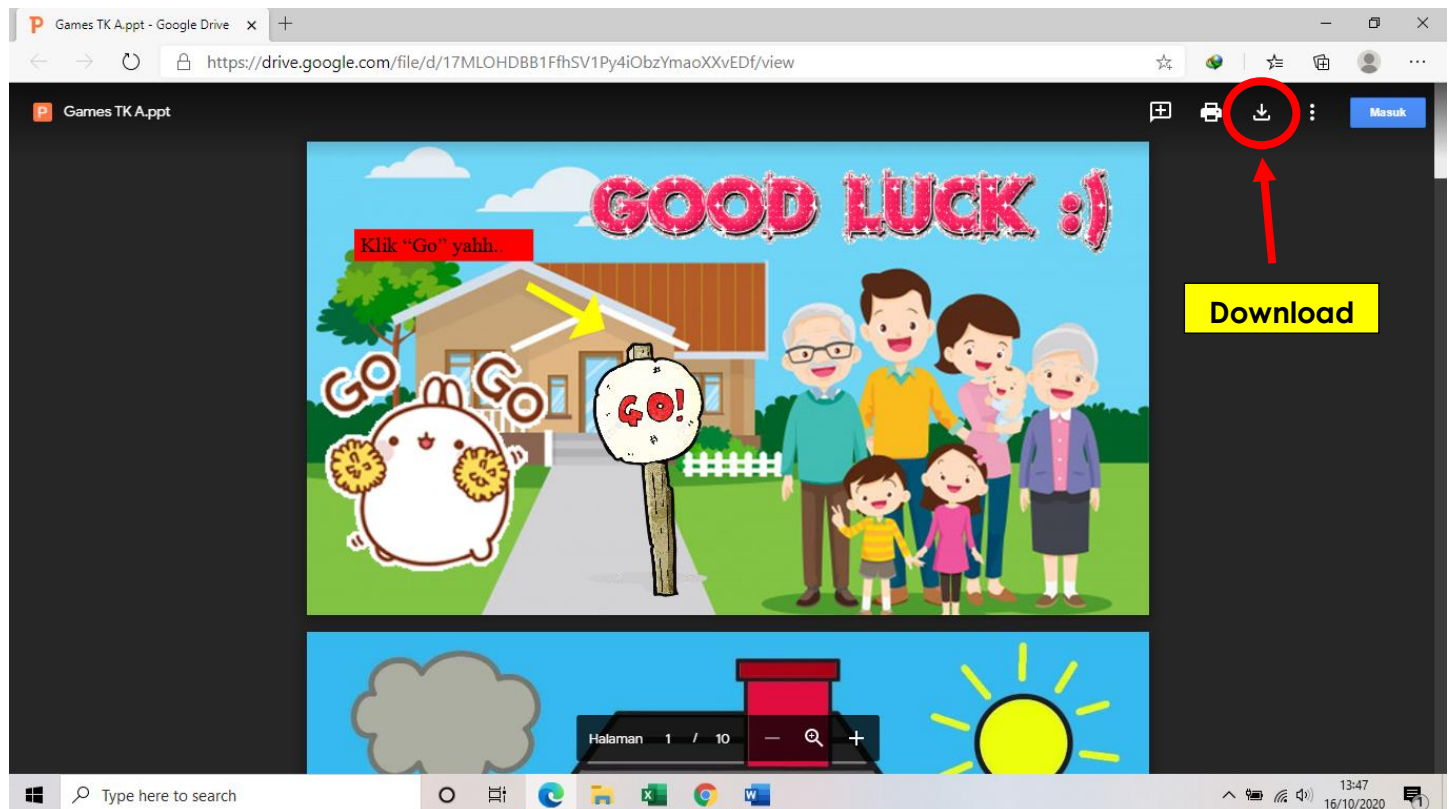 Games TK A.ppt - Google Drive
https://drive.google.com/file/d/17MLOHDBB1FfhSV1Py4iObzYmaoXXvEDf/view
Games TK A.ppt
Masuk
GOOD LUCK :)
Klik “Go” yahh..
Download
GO GO
GO!
Halaman 1 / 10
Type here to search
13:47
16/10/2020
1